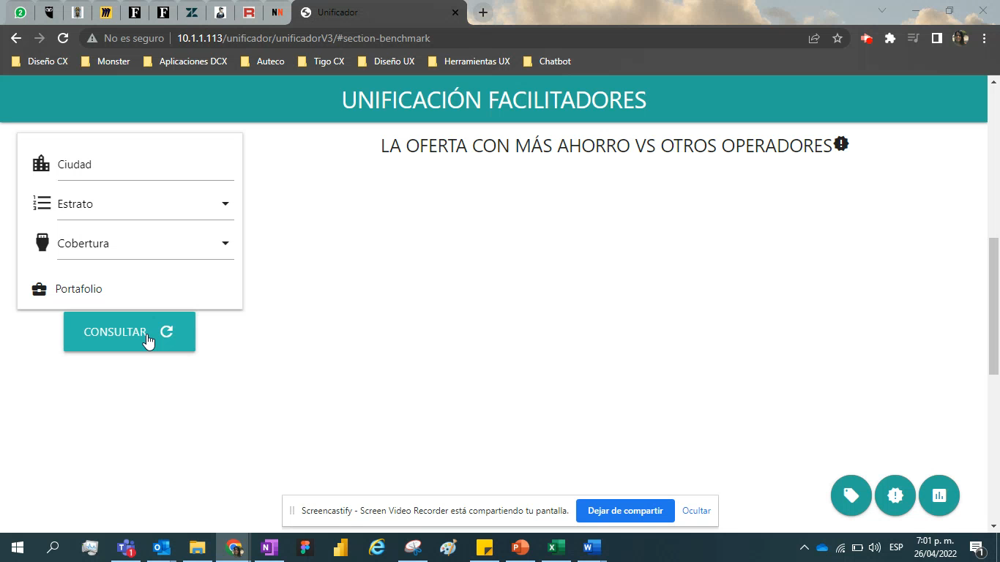 2
NN
Unificador
No es seguro
10.1.1.113/unificador/unificadorV3/#section-benchmark
Diseño CX
Monster
Aplicaciones DCX
Auteco
Tigo CX
Diseño UX
Herramientas UX
Chatbot
UNIFICACIÓN FACILITADORES
LA OFERTA CON MÁS AHORRO VS OTROS OPERADORES
Ciudad
Estrato
Cobertura
Portafolio
CONSULTAR
Screencastify - Screen Video Recorder está compartiendo tu pantalla.
Dejar de compartir
Ocultar
ESP
7:01 p. m.
26/04/2022
1